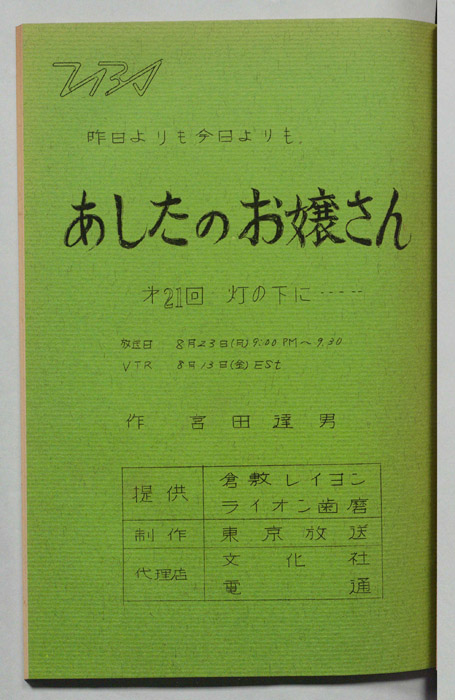 TBS
昨日よりも今日よりも.
あしたのお嬢さん
才21回 灯の下に……
放送日 8月23日(月)9:00 PM〜9.30
VTR 8月13日(金)ESt
作 宮田達男
提供 倉敷レイヨン
ライオン歯磨
制作 東京放送
代理店 文化社
電通